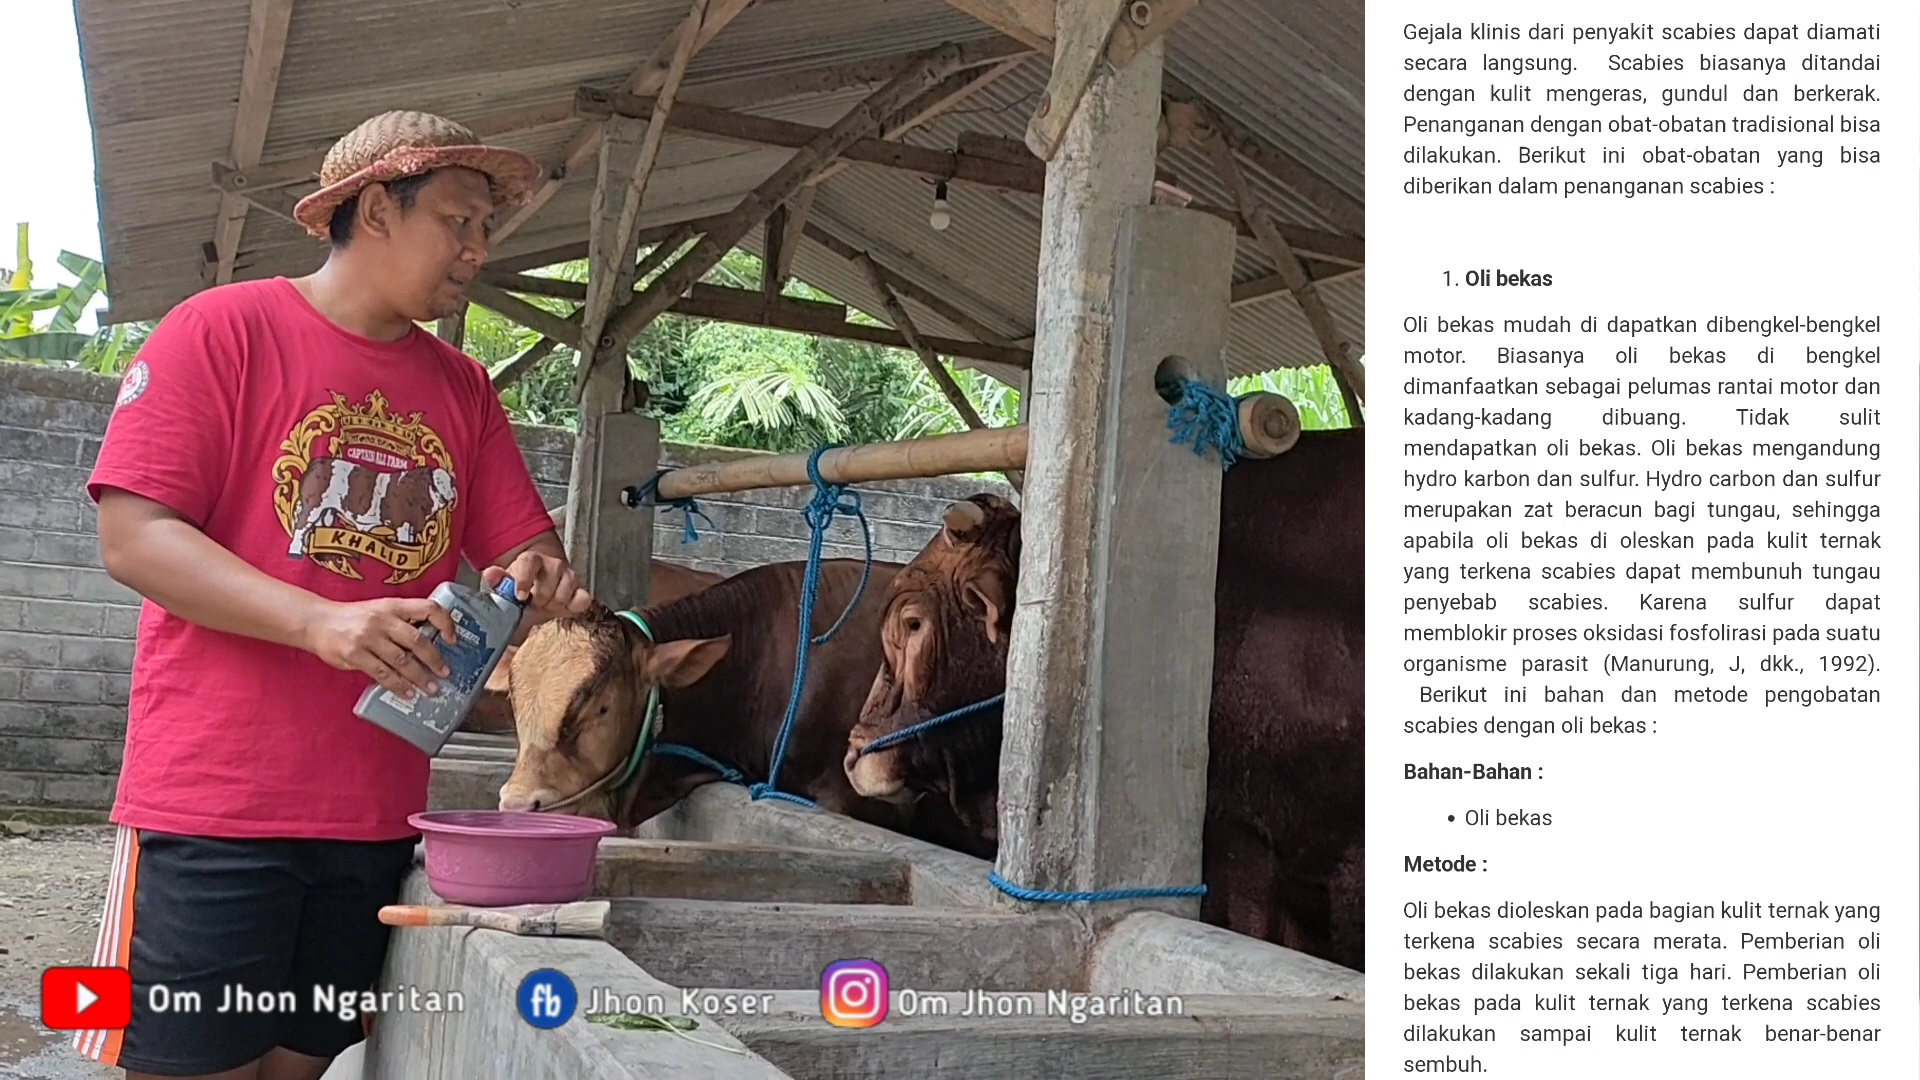 CAPTAIN ALI FARM
KHALID
Om Jhon Ngaritan
fb
Jhon Koser
Om Jhon Ngaritan
Gejala klinis dari penyakit scabies dapat diamati
secara langsung. Scabies biasanya ditandai
dengan kulit mengeras, gundul dan berkerak.
Penanganan dengan obat-obatan tradisional bisa
dilakukan. Berikut ini obat-obatan yang bisa
diberikan dalam penanganan scabies :
1. Oli bekas
Oli bekas mudah di dapatkan dibengkel-bengkel
motor. Biasanya oli bekas di bengkel
dimanfaatkan sebagai pelumas rantai motor dan
kadang-kadang dibuang. Tidak sulit
mendapatkan oli bekas. Oli bekas mengandung
hydro karbon dan sulfur. Hydro carbon dan sulfur
merupakan zat beracun bagi tungau, sehingga
apabila oli bekas di oleskan pada kulit ternak
yang terkena scabies dapat membunuh tungau
penyebab scabies. Karena sulfur dapat
memblokir proses oksidasi fosfolirasi pada suatu
organisme parasit (Manurung, J, dkk., 1992).
Berikut ini bahan dan metode pengobatan
scabies dengan oli bekas :
Bahan-Bahan :
• Oli bekas
Metode :
Oli bekas dioleskan pada bagian kulit ternak yang
terkena scabies secara merata. Pemberian oli
bekas dilakukan sekali tiga hari. Pemberian oli
bekas pada kulit ternak yang terkena scabies
dilakukan sampai kulit ternak benar-benar
sembuh.